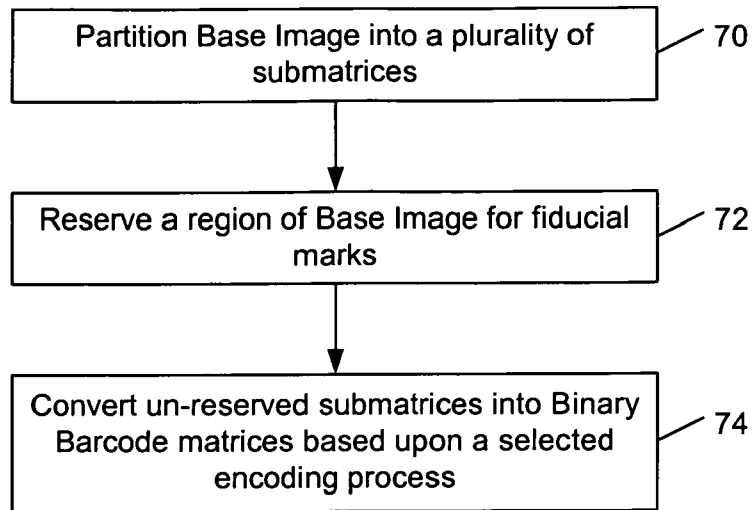 Partition Base Image into a plurality of
submatrices
70
Reserve a region of Base Image for fiducial
marks
72
Convert un-reserved submatrices into Binary
Barcode matrices based upon a selected
encoding process
74